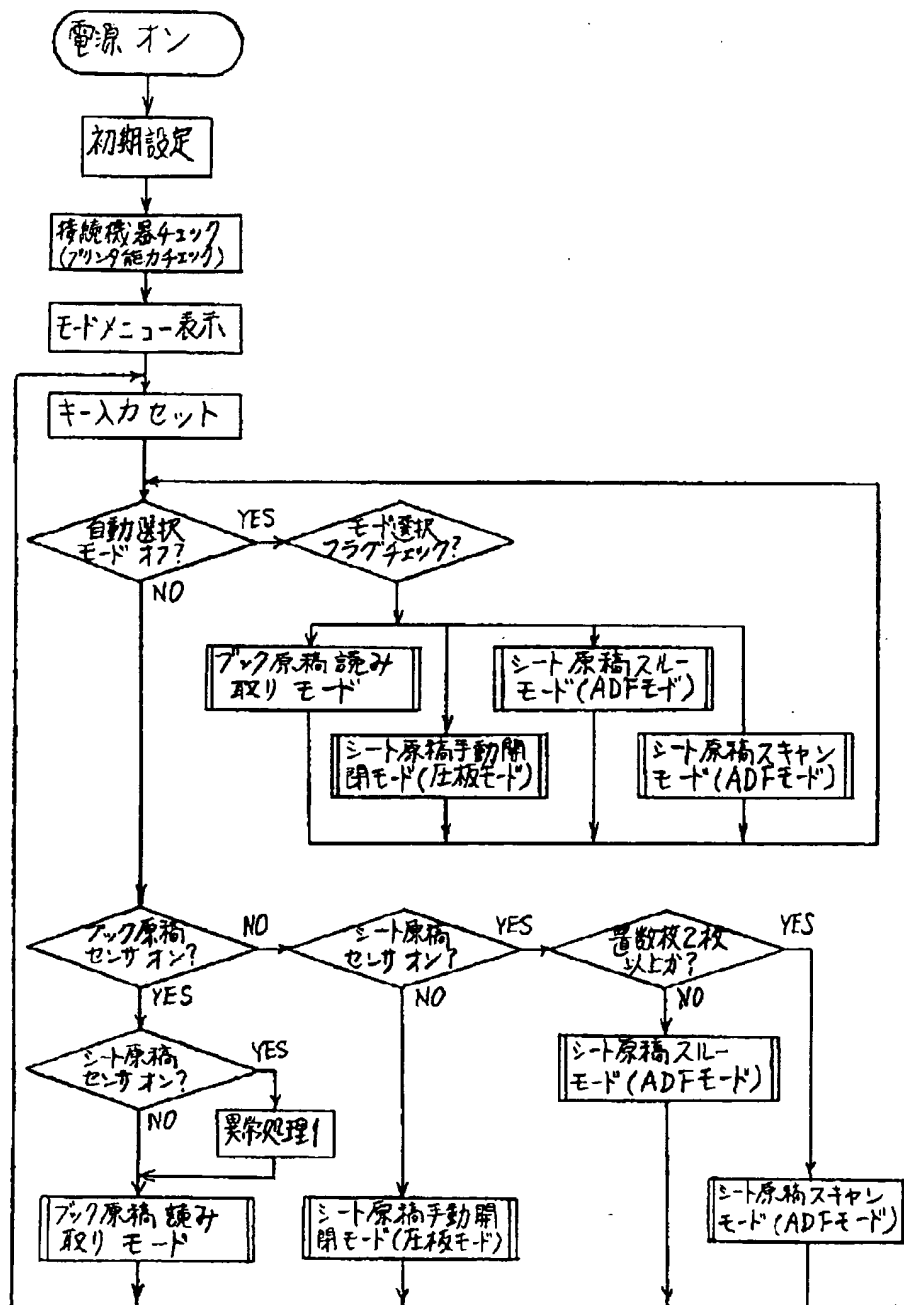 電源 オン
初期設定
接続機器チェック
(プリンタ能力チェック)
モードメニュー表示
キー入力セット
自動選択
モードオフ?
YES
NO
モード選択
フラグチェック?
ブック原稿読み
取りモード
シート原稿スルー
モード(ADFモード)
シート原稿手動開
閉モード(圧板モード)
シート原稿スキャン
モード(ADFモード)
ブック原稿
センサオン?
NO
YES
シート原稿
センサオン?
YES
NO
置数枚2枚
以上か?
YES
NO
シート原稿
センサオン?
YES
NO
異常処理1
シート原稿スルー
モード(ADFモード)
ブック原稿読み
取りモード
シート原稿手動開
閉モード(圧板モード)
シート原稿スキャン
モード(ADFモード)